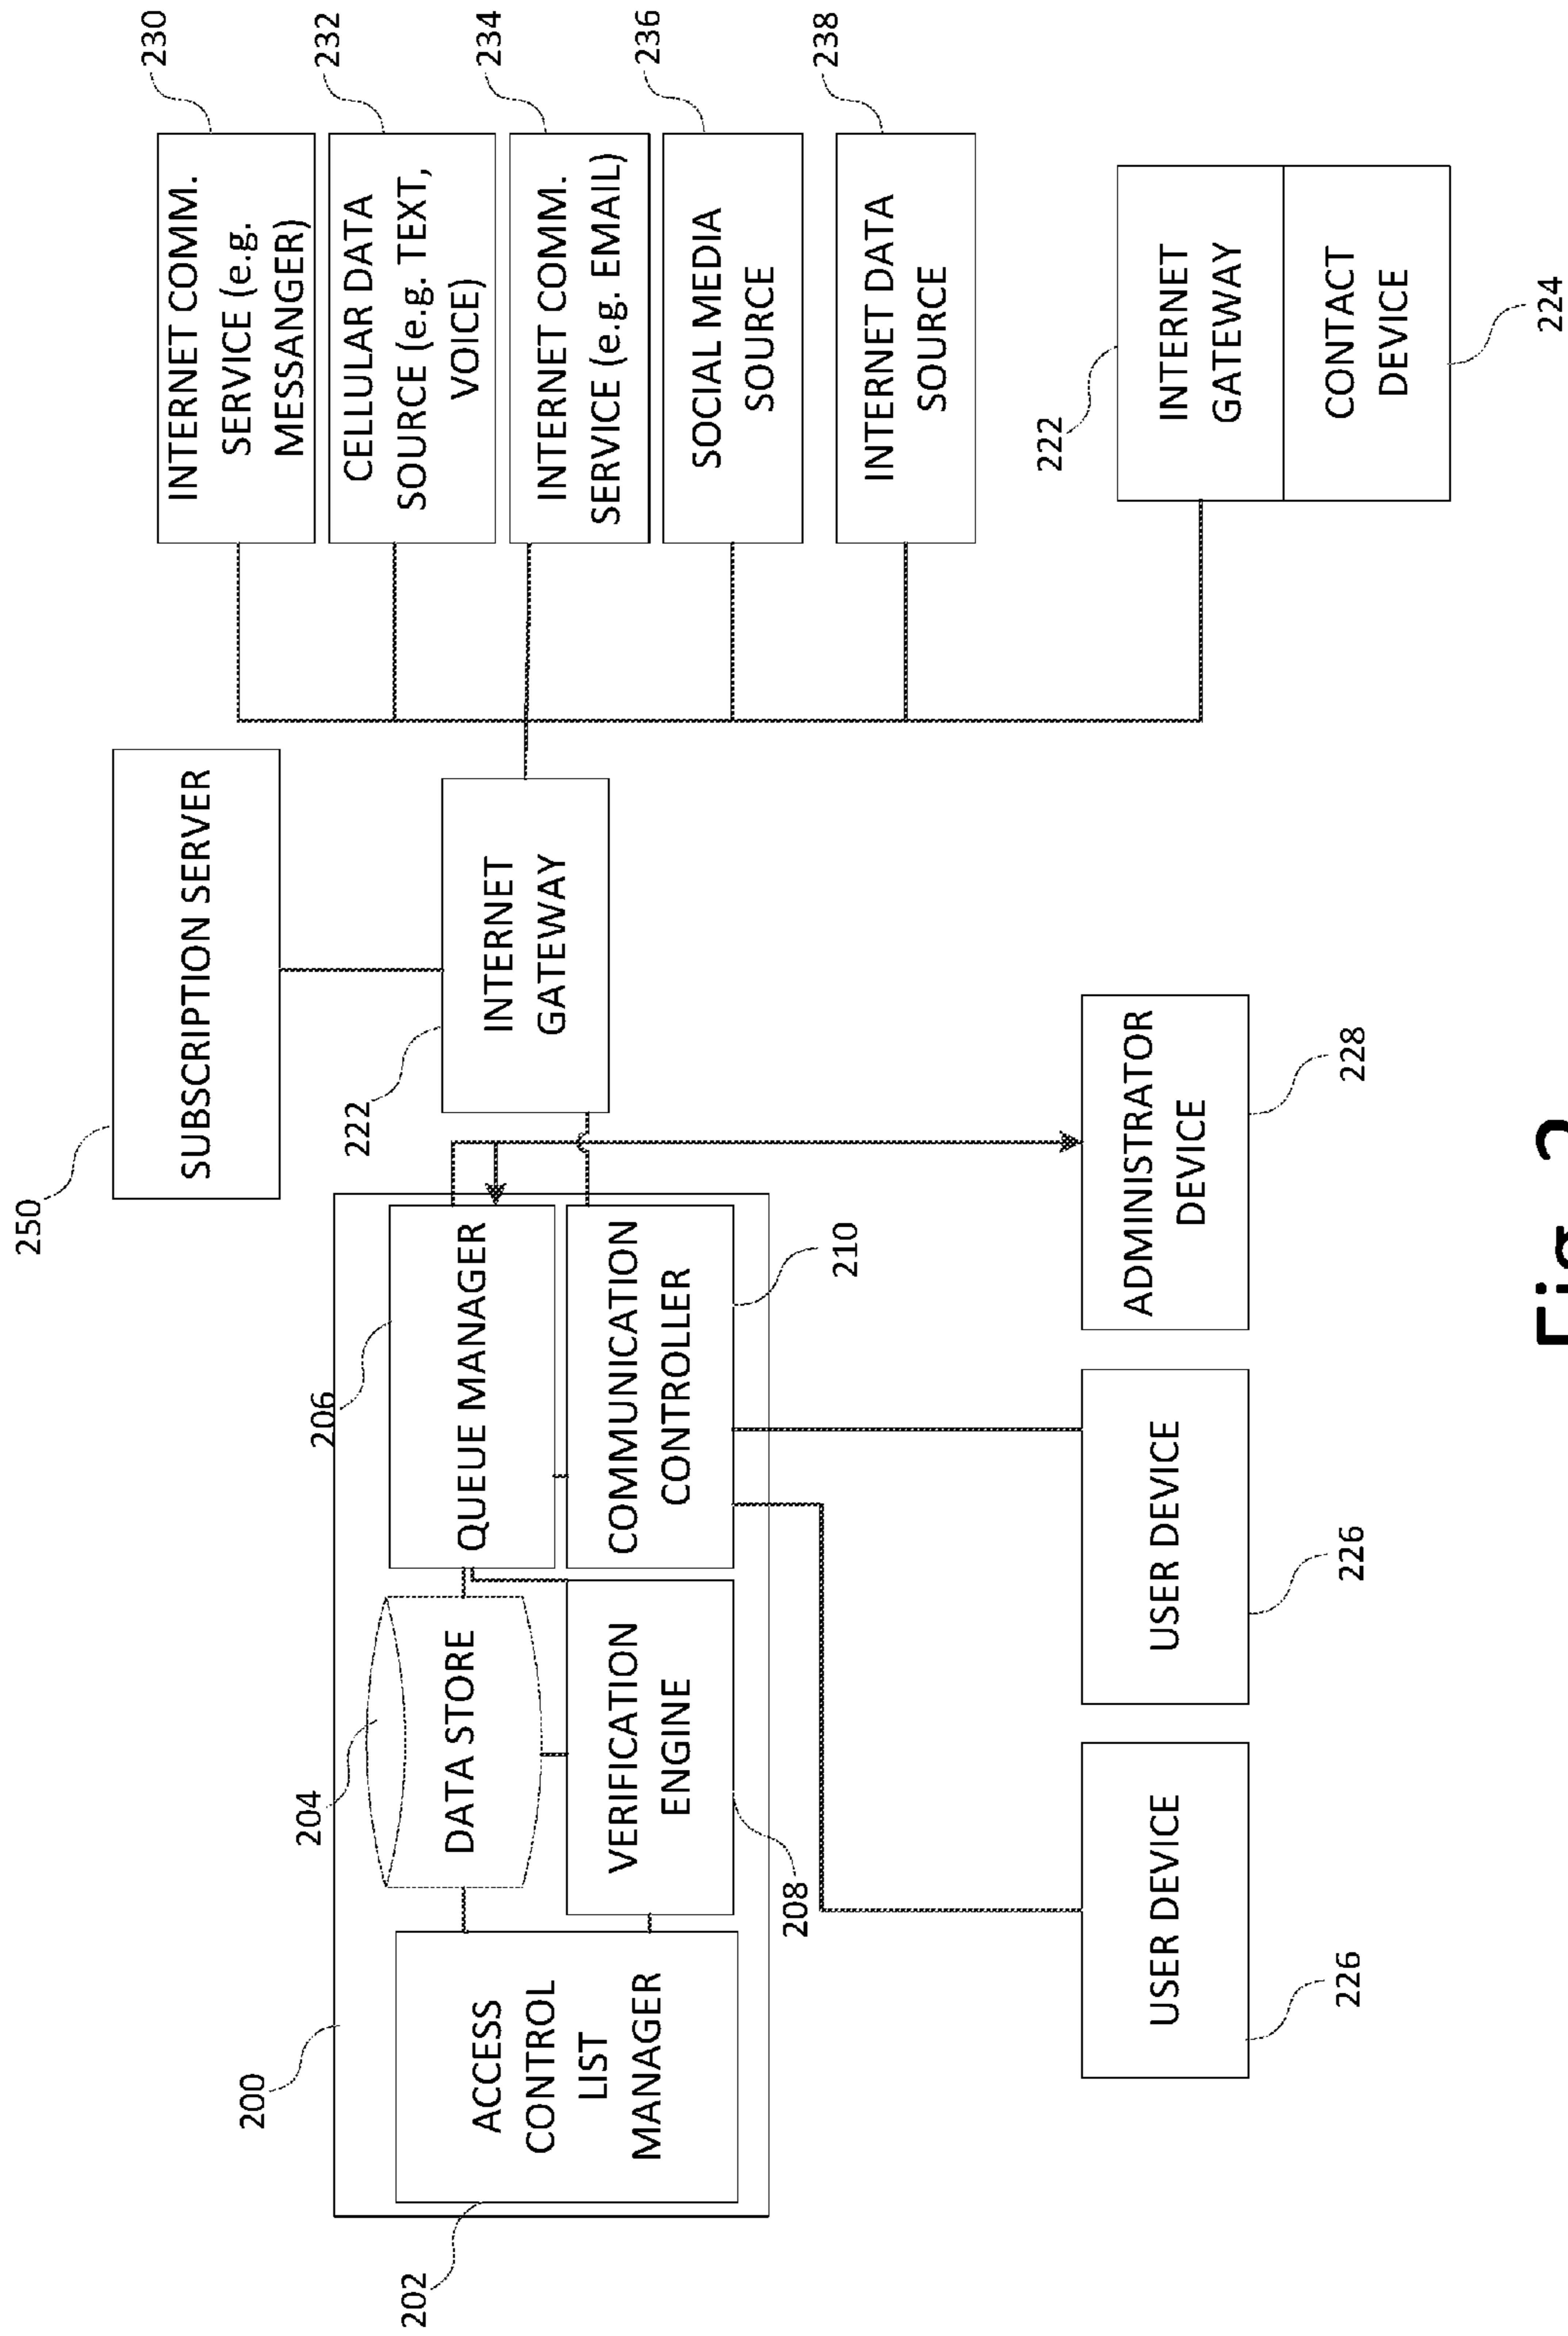 250
SUBSCRIPTION SERVER
230
INTERNET COMM.
SERVICE (e.g.
MESSANGER)
232
CELLULAR DATA
SOURCE (e.g. TEXT,
VOICE)
234
INTERNET COMM.
SERVICE (e.g. EMAIL)
236
SOCIAL MEDIA
SOURCE
238
INTERNET DATA
SOURCE
200
202
ACCESS
CONTROL
LIST
MANAGER
204
DATA STORE
206
QUEUE MANAGER
208
VERIFICATION
ENGINE
COMMUNICATION
CONTROLLER
210
222
INTERNET
GATEWAY
222
INTERNET
GATEWAY
CONTACT
DEVICE
224
USER DEVICE
226
USER DEVICE
226
ADMINISTRATOR
DEVICE
228
Fig. 2